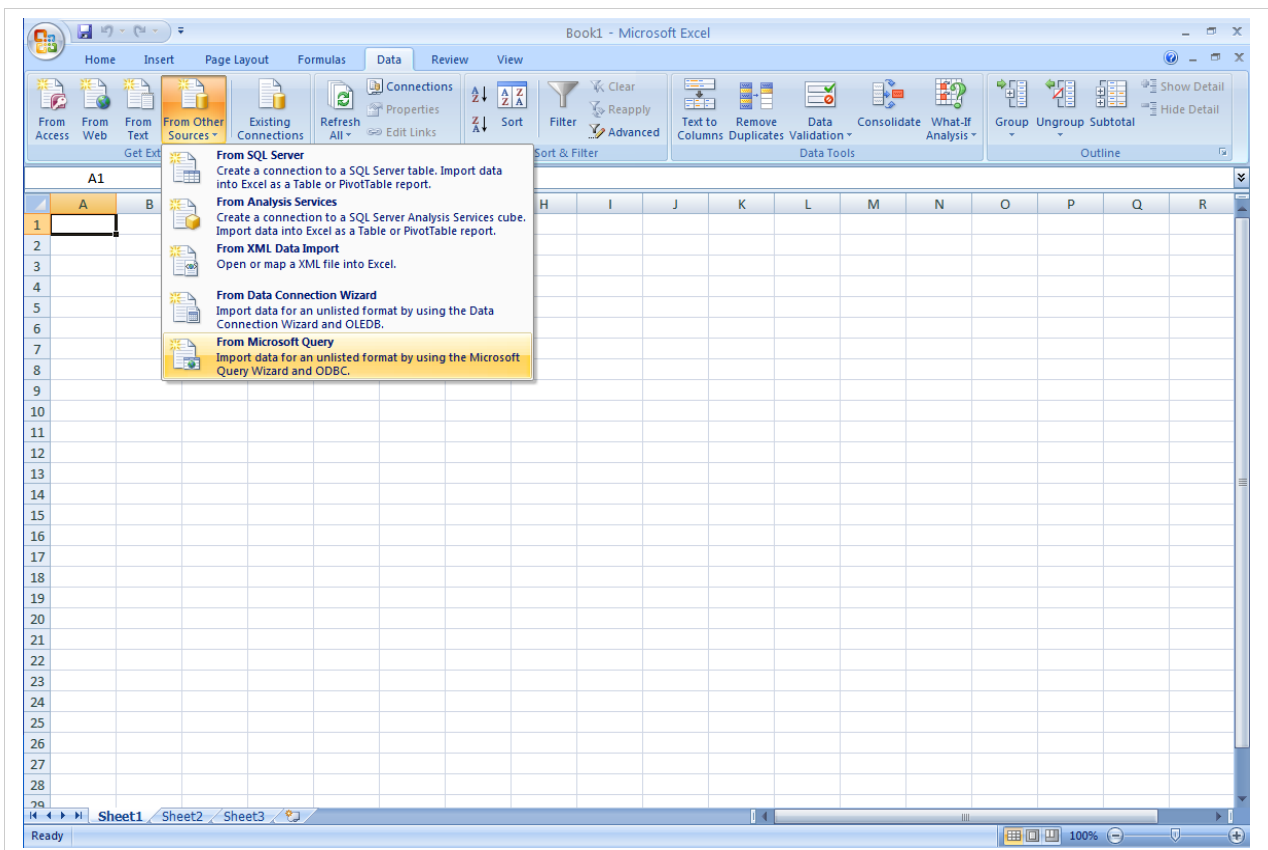 Book1 - Microsoft Excel
Home Insert Page Layout Formulas Data Review View
From Access
From Web
From Text
From Other Sources
Existing Connections
Refresh All
Connections
Properties
Edit Links
Sort
Filter
Clear
Reapply
Advanced
Text to Columns
Remove Duplicates
Data Validation
Consolidate
What-If Analysis
Group
Ungroup
Subtotal
Show Detail
Hide Detail
Get Ext
Sort & Filter
Data Tools
Outline
A1
From SQL Server
Create a connection to a SQL Server table. Import data
into Excel as a Table or PivotTable report.
From Analysis Services
Create a connection to a SQL Server Analysis Services cube.
Import data into Excel as a Table or PivotTable report.
From XML Data Import
Open or map a XML file into Excel.
From Data Connection Wizard
Import data for an unlisted format by using the Data
Connection Wizard and OLEDB.
From Microsoft Query
Import data for an unlisted format by using the Microsoft
Query Wizard and ODBC.
A B H I J K L M N O P Q R
1
2
3
4
5
6
7
8
9
10
11
12
13
14
15
16
17
18
19
20
21
22
23
24
25
26
27
28
29
Sheet1 Sheet2 Sheet3
Ready 100%